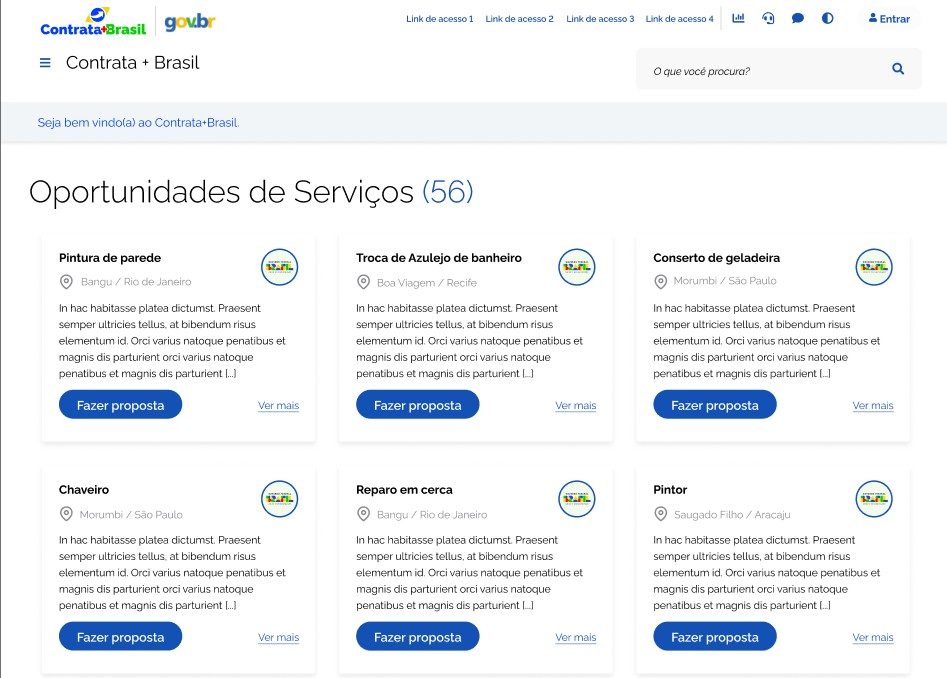 Contrata+Brasil
gov.br
Link de acesso 1 Link de acesso 2 Link de acesso 3 Link de acesso 4
Entrar
Contrata + Brasil
O que você procura?
Seja bem vindo(a) ao Contrata+Brasil.
Oportunidades de Serviços (56)
Pintura de parede
Bangu / Rio de Janeiro
In hac habitasse platea dictumst. Praesent
semper ultricies tellus, at bibendum risus
elementum id. Orci varius natoque penatibus et
magnis dis parturient orci varius natoque
penatibus et magnis dis parturient [...]
Fazer proposta
Ver mais
Troca de Azulejo de banheiro
Boa Viagem / Recife
In hac habitasse platea dictumst. Praesent
semper ultricies tellus, at bibendum risus
elementum id. Orci varius natoque penatibus et
magnis dis parturient orci varius natoque
penatibus et magnis dis parturient [...]
Fazer proposta
Ver mais
Conserto de geladeira
Morumbi / São Paulo
In hac habitasse platea dictumst. Praesent
semper ultricies tellus, at bibendum risus
elementum id. Orci varius natoque penatibus et
magnis dis parturient orci varius natoque
penatibus et magnis dis parturient [...]
Fazer proposta
Ver mais
Chaveiro
Morumbi / São Paulo
In hac habitasse platea dictumst. Praesent
semper ultricies tellus, at bibendum risus
elementum id. Orci varius natoque penatibus et
magnis dis parturient orci varius natoque
penatibus et magnis dis parturient [...]
Fazer proposta
Ver mais
Reparo em cerca
Bangu / Rio de Janeiro
In hac habitasse platea dictumst. Praesent
semper ultricies tellus, at bibendum risus
elementum id. Orci varius natoque penatibus et
magnis dis parturient orci varius natoque
penatibus et magnis dis parturient [...]
Fazer proposta
Ver mais
Pintor
Saugado Filho / Aracaju
In hac habitasse platea dictumst. Praesent
semper ultricies tellus, at bibendum risus
elementum id. Orci varius natoque penatibus et
magnis dis parturient orci varius natoque
penatibus et magnis dis parturient [...]
Fazer proposta
Ver mais